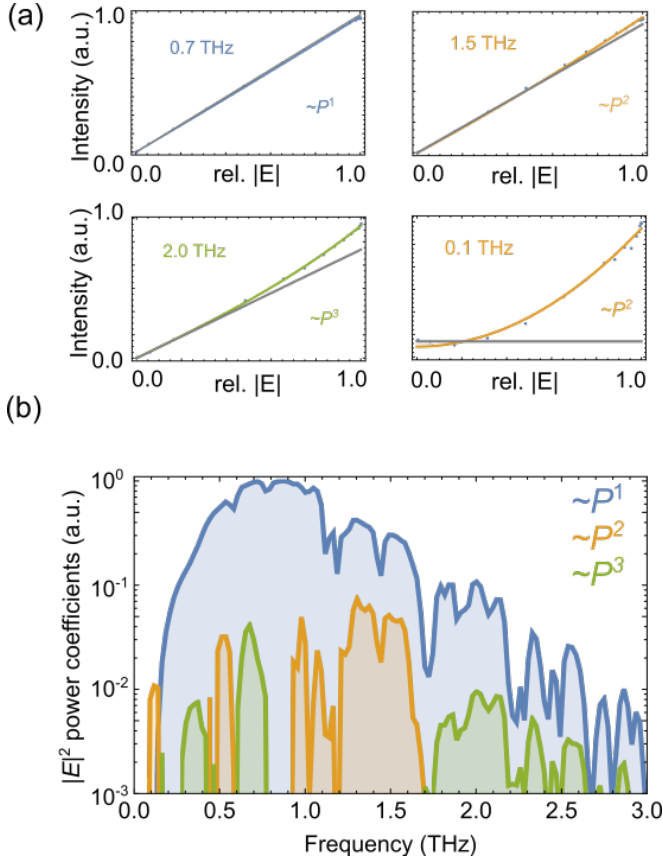 (a)
1.0
0.7 THz
~P¹
0.0
Intensity (a.u.)
0.0
rel. |E|
1.0
1.5 THz
~P²
0.0
rel. |E|
1.0
1.0
2.0 THz
~P³
0.0
Intensity (a.u.)
0.0
rel. |E|
1.0
0.1 THz
~P²
0.0
rel. |E|
1.0
(b)
|E|² power coefficients (a.u.)
10⁰
10⁻¹
10⁻²
10⁻³
~P¹
~P²
~P³
0.0 0.5 1.0 1.5 2.0 2.5 3.0
Frequency (THz)